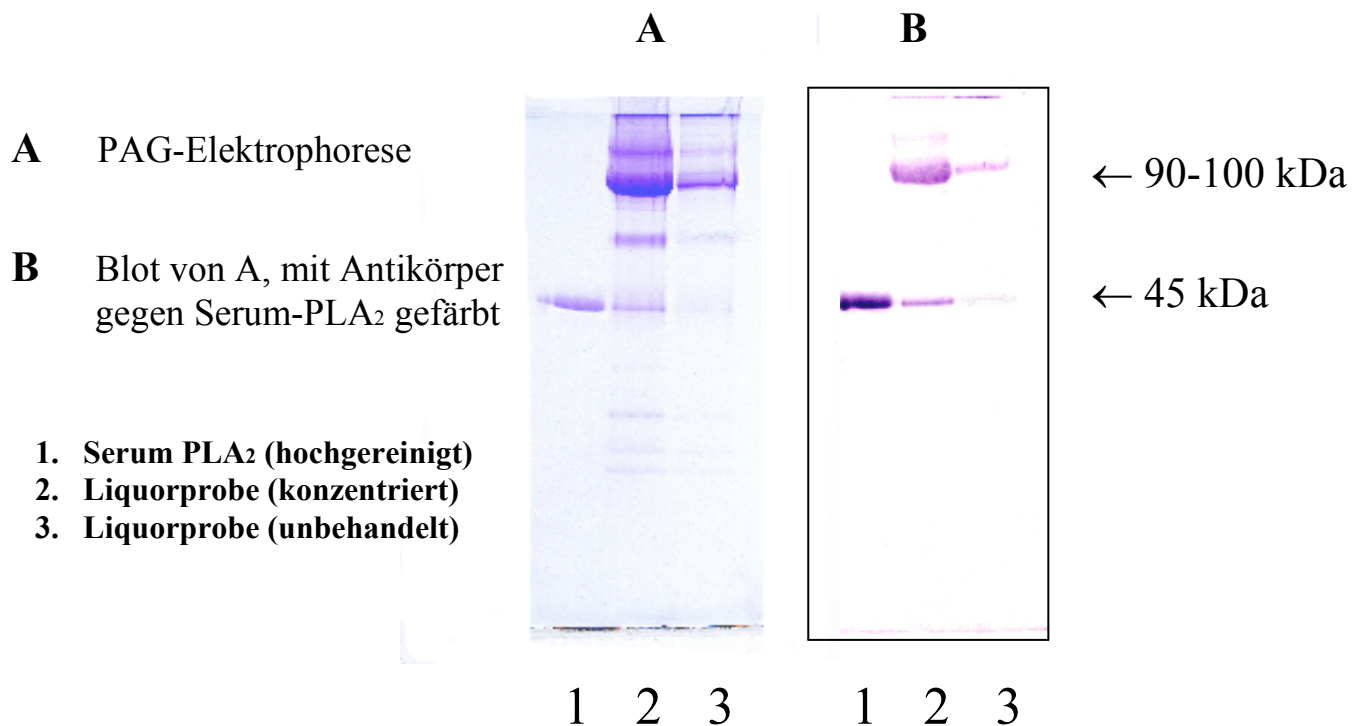 A B
A PAG-Elektrophorese
← 90-100 kDa
B Blot von A, mit Antikörper
gegen Serum-PLA2 gefärbt
← 45 kDa
1. Serum PLA2 (hochgereinigt)
2. Liquorprobe (konzentriert)
3. Liquorprobe (unbehandelt)
1 2 3 1 2 3